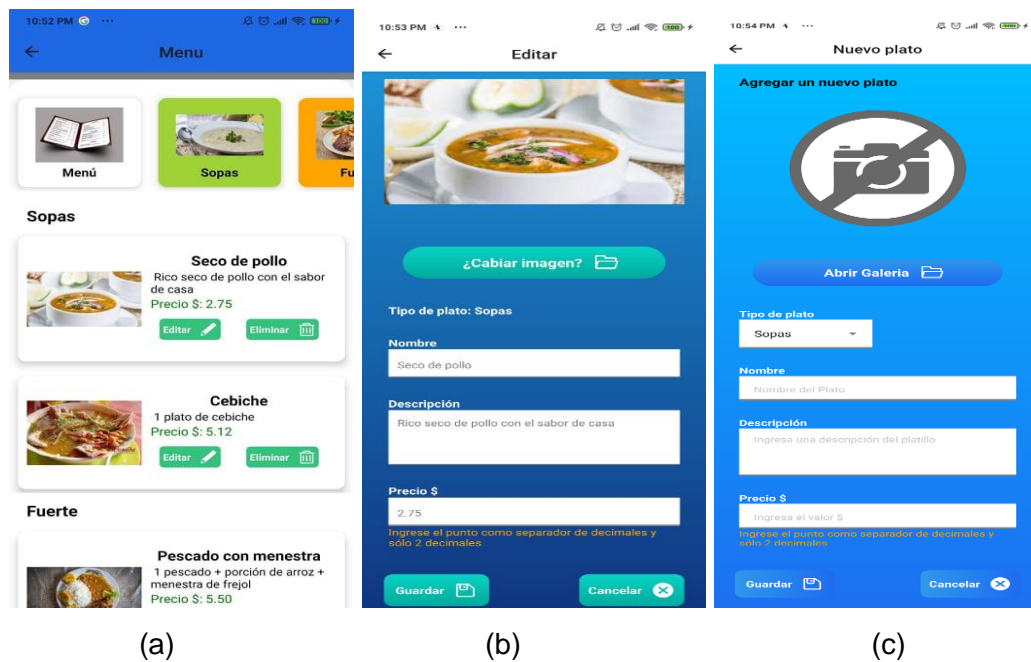 10:52 PM G ...
100
Menu
Menú
Sopas
Fu
Sopas
Seco de pollo
Rico seco de pollo con el sabor
de casa
Precio $: 2.75
Editar
Eliminar
Cebiche
1 plato de cebiche
Precio $: 5.12
Editar
Eliminar
Fuerte
Pescado con menestra
1 pescado + porción de arroz +
menestra de frejol
Precio $: 5.50
(a)
10:53 PM ...
100
Editar
¿Cabiar imagen?
Tipo de plato: Sopas
Nombre
Seco de pollo
Descripción
Rico seco de pollo con el sabor de casa
Precio $
2.75
Ingrese el punto como separador de decimales y
sólo 2 decimales
Guardar
Cancelar
(b)
10:54 PM ...
100
Nuevo plato
Agregar un nuevo plato
Abrir Galeria
Tipo de plato
Sopas
Nombre
Nombre del Plato
Descripción
Ingresa una descripción del platillo
Precio $
Ingresa el valor $
Ingrese el punto como separador de decimales y
sólo 2 decimales
Guardar
Cancelar
(c)